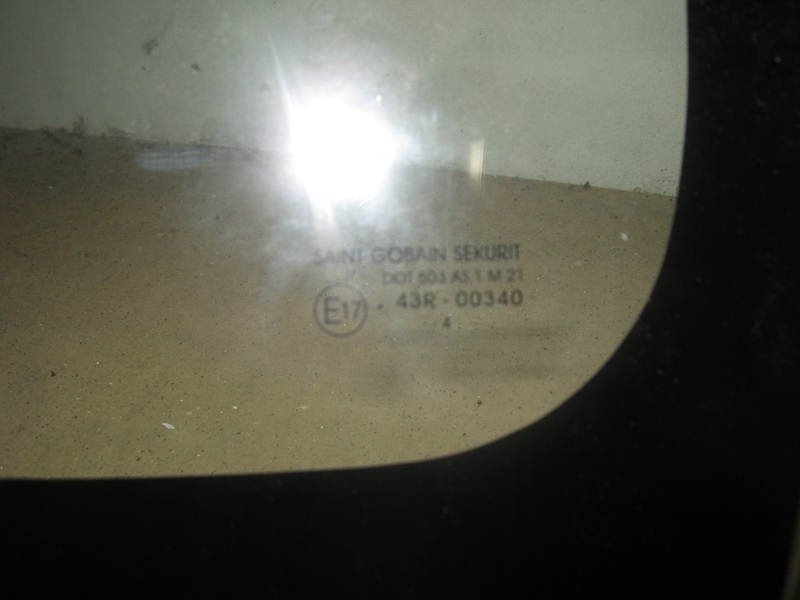 SAINT GOBAIN SEKURIT
DOT 503 AS 1 M 21
E17 43R - 00340
4